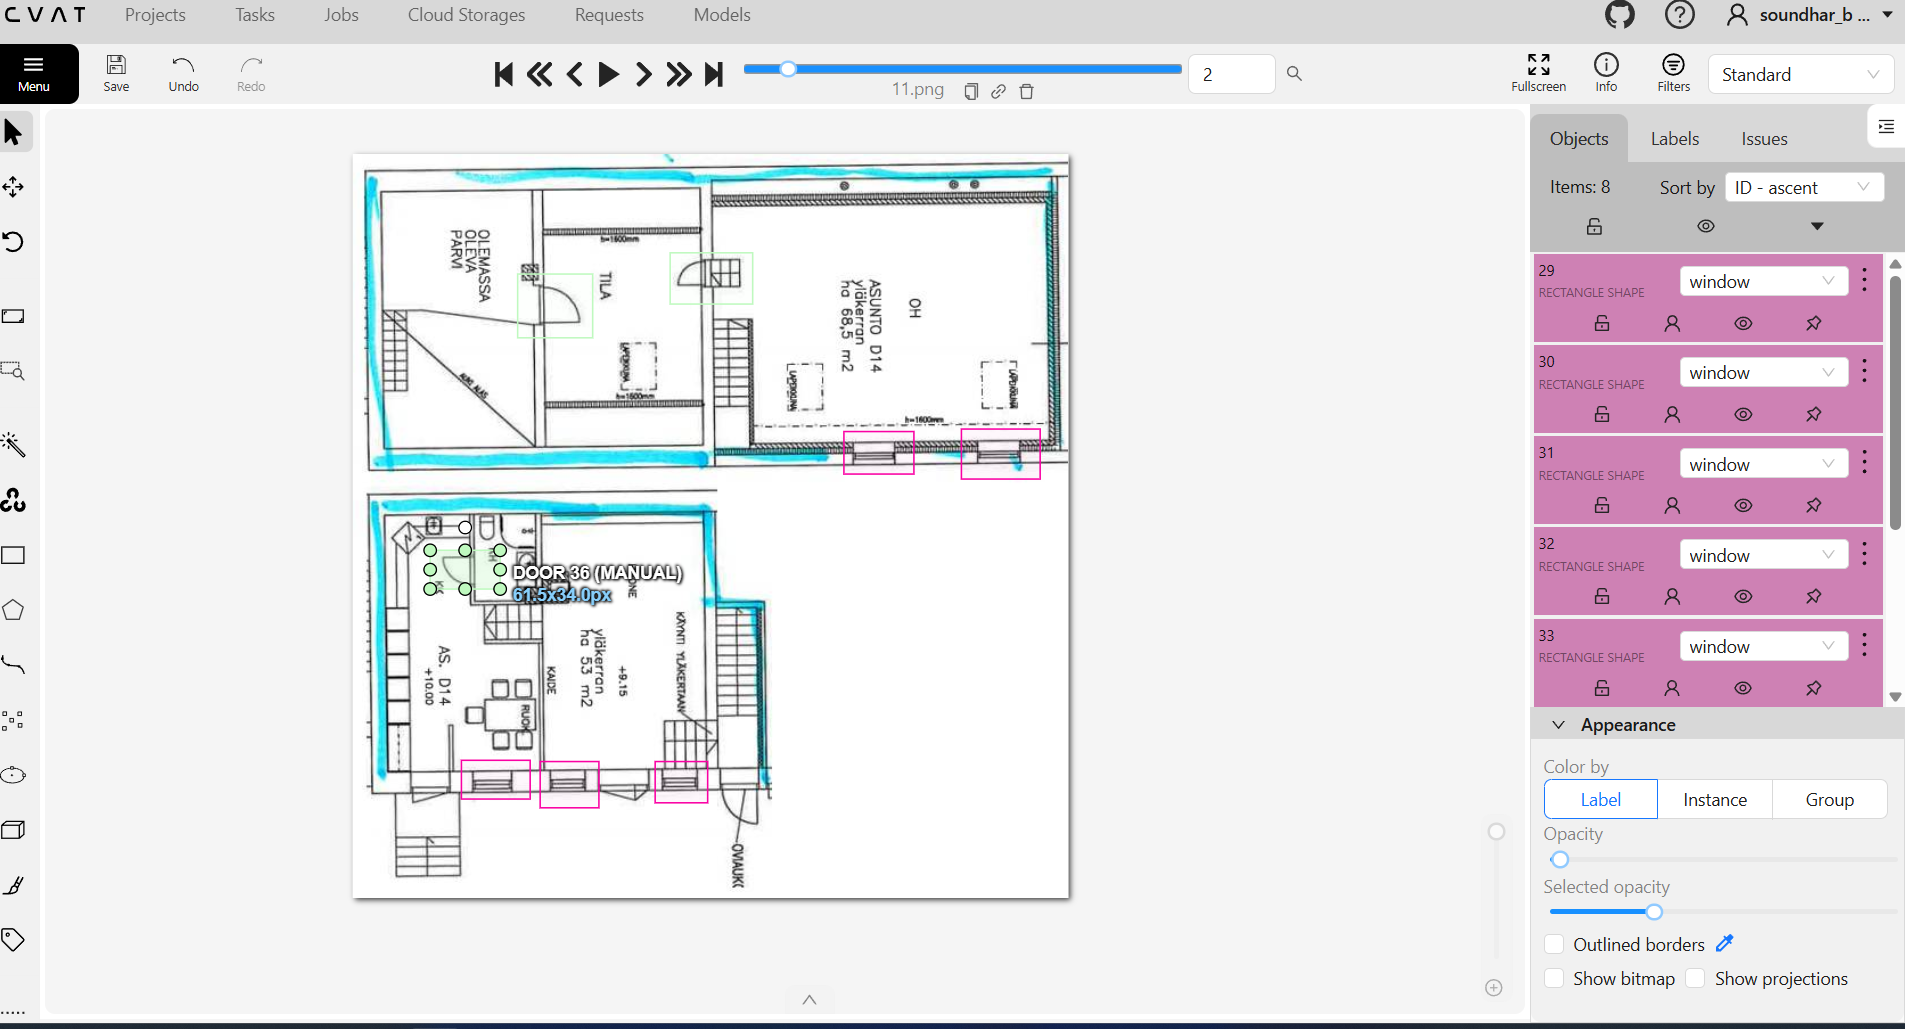 CVAT Projects Tasks Jobs Cloud Storages Requests Models soundhar_b ...
Menu Save Undo Redo 2 Fullscreen Info Filters Standard
11.png
Objects Labels Issues
Items: 8 Sort by ID - ascent
29 window
RECTANGLE SHAPE
30 window
RECTANGLE SHAPE
31 window
RECTANGLE SHAPE
32 window
RECTANGLE SHAPE
33 window
RECTANGLE SHAPE
Appearance
Color by
Label Instance Group
Opacity
Selected opacity
Outlined borders
Show bitmap Show projections
OLEMASSA
OLEVA
PARVI
h=1600mm
TILA
h=1600mm
OH
ASUNTO D14
yläkerran
ha 68,5 m2
h=1600mm
DOOR 36 (MANUAL)
61.5x34.0px
KÄYNTI YLÄKERTAAN
yläkerran
ha 53 m2
+9.15
KAIDE
AS. D14
+10.00
OVIAUK